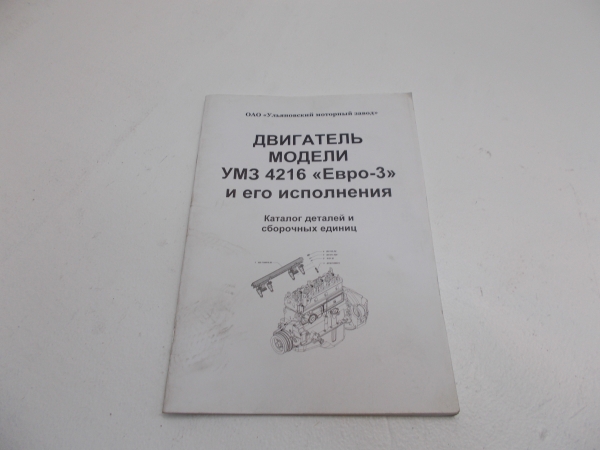 ОАО «Ульяновский моторный завод»
ДВИГАТЕЛЬ
МОДЕЛИ
УМЗ 4216 «Евро-3»
и его исполнения
Каталог деталей и
сборочных единиц